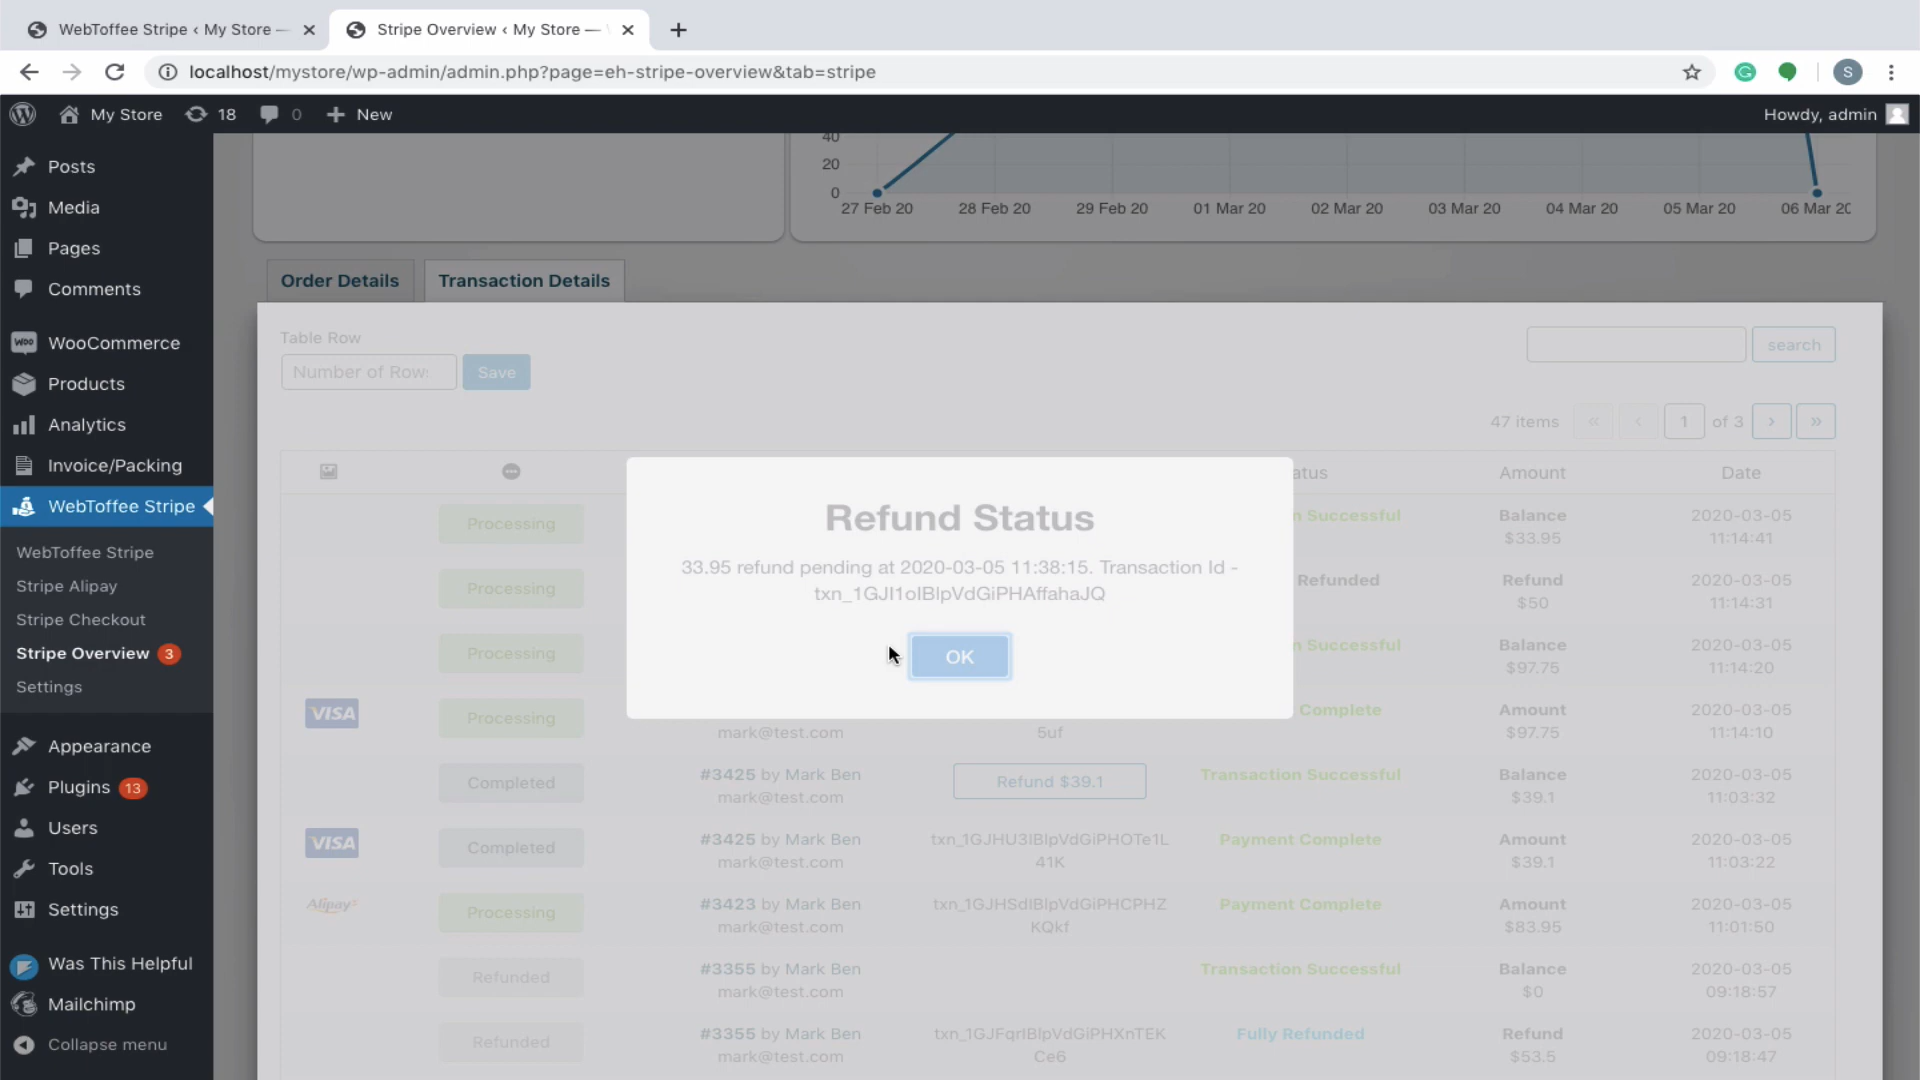 WebToffee Stripe ‹ My Store —
Stripe Overview ‹ My Store —
localhost/mystore/wp-admin/admin.php?page=eh-stripe-overview&tab=stripe
S
My Store 18 0 New
Howdy, admin
Posts
Media
Pages
Comments
WooCommerce
Products
Analytics
Invoice/Packing
WebToffee Stripe
WebToffee Stripe
Stripe Alipay
Stripe Checkout
Stripe Overview 3
Settings
Appearance
Plugins 13
Users
Tools
Settings
Was This Helpful
Mailchimp
Collapse menu
40
20
0
27 Feb 20 28 Feb 20 29 Feb 20 01 Mar 20 02 Mar 20 03 Mar 20 04 Mar 20 05 Mar 20 06 Mar 20
Order Details Transaction Details
Table Row
Number of Row
Save
search
47 items « ‹ 1 of 3 › »
atus Amount Date
Processing n Successful Balance 2020-03-05
$33.95 11:14:41
Processing Refunded Refund 2020-03-05
$50 11:14:31
Processing n Successful Balance 2020-03-05
$97.75 11:14:20
VISA Processing Complete Amount 2020-03-05
mark@test.com 5uf $97.75 11:14:10
Refund Status
33.95 refund pending at 2020-03-05 11:38:15. Transaction Id -
txn_1GJI1oIBlpVdGiPHAffahaJQ
OK
Completed #3425 by Mark Ben Refund $39.1 Transaction Successful Balance 2020-03-05
mark@test.com $39.1 11:03:32
VISA Completed #3425 by Mark Ben txn_1GJHU3IBlpVdGiPHOTe1L Payment Complete Amount 2020-03-05
mark@test.com 41K $39.1 11:03:22
Alipay Processing #3423 by Mark Ben txn_1GJHSdIBlpVdGiPHCPHZ Payment Complete Amount 2020-03-05
mark@test.com KQkf $83.95 11:01:50
Refunded #3355 by Mark Ben Transaction Successful Balance 2020-03-05
mark@test.com $0 09:18:57
Refunded #3355 by Mark Ben txn_1GJFqrIBlpVdGiPHXnTEK Fully Refunded Refund 2020-03-05
mark@test.com Ce6 $53.5 09:18:47